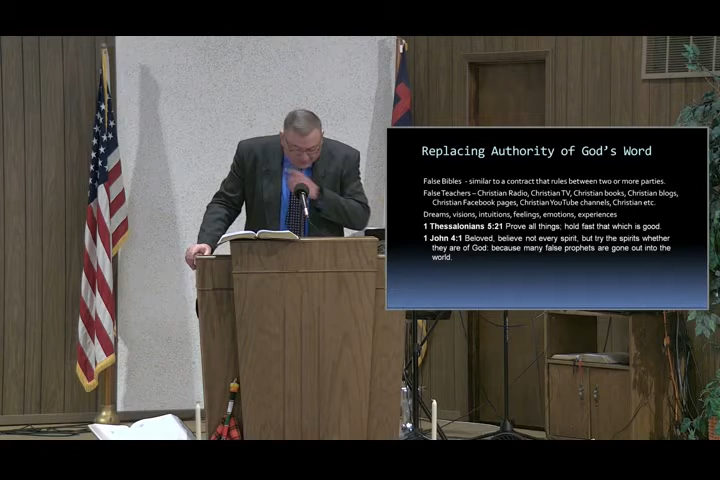 Replacing Authority of God's Word
False Bibles - similar to a contract that rules between two or more parties.
False Teachers – Christian Radio, Christian TV, Christian books, Christian blogs,
Christian Facebook pages, Christian YouTube channels, Christian etc.
Dreams, visions, intuitions, feelings, emotions, experiences
1 Thessalonians 5:21 Prove all things; hold fast that which is good.
1 John 4:1 Beloved, believe not every spirit, but try the spirits whether
they are of God: because many false prophets are gone out into the
world.